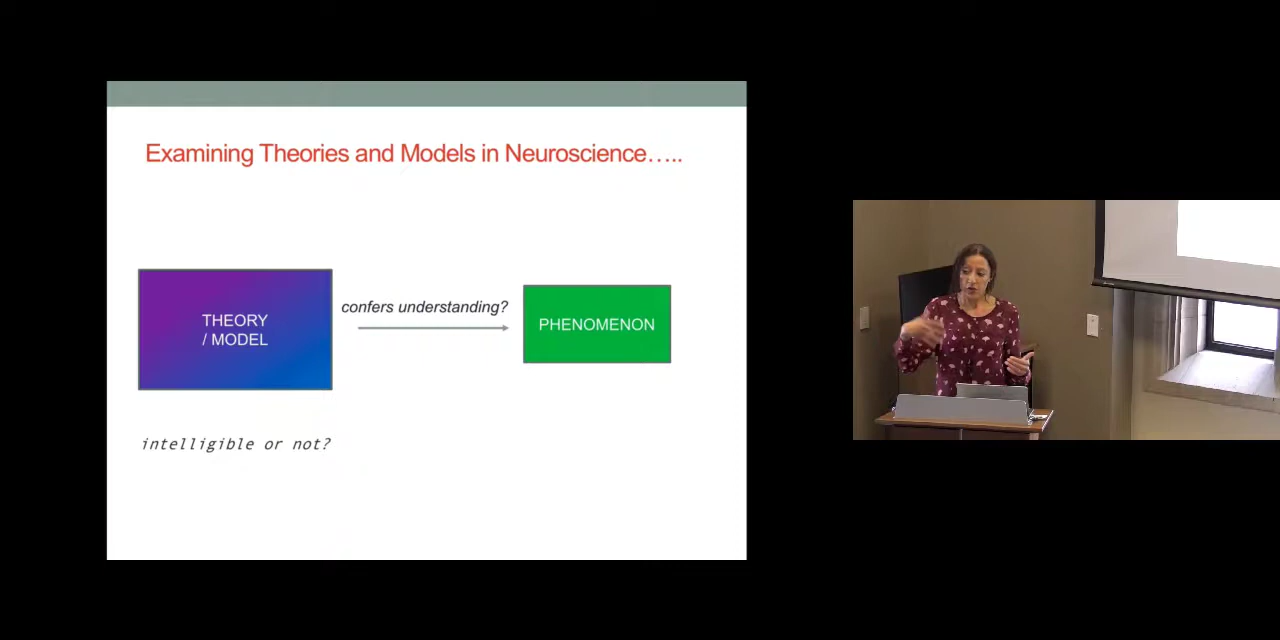 Examining Theories and Models in Neuroscience…..
confers understanding?
THEORY
/ MODEL
PHENOMENON
intelligible or not?